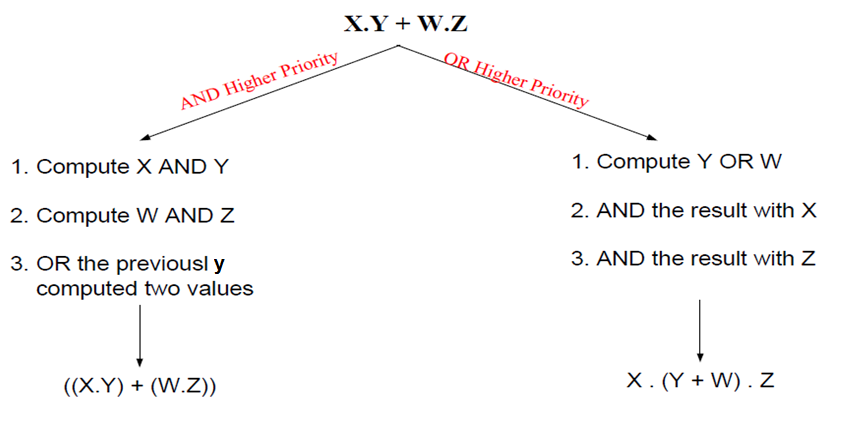 X.Y + W.Z
AND Higher Priority
OR Higher Priority
1. Compute X AND Y
2. Compute W AND Z
3. OR the previousl y
computed two values
((X.Y) + (W.Z))
1. Compute Y OR W
2. AND the result with X
3. AND the result with Z
X . (Y + W) . Z